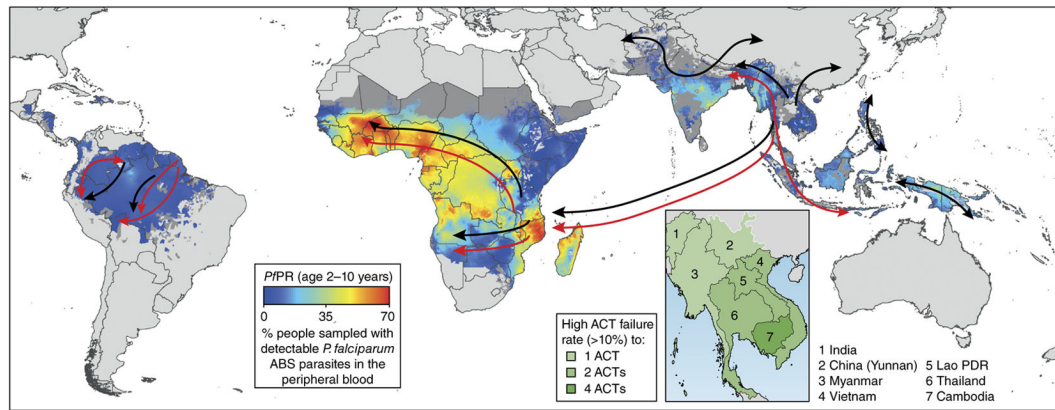 PfPR (age 2–10 years)
0 35 70
% people sampled with
detectable P. falciparum
ABS parasites in the
peripheral blood
High ACT failure
rate (>10%) to:
1 ACT
2 ACTs
4 ACTs
1
2
3
4
5
6
7
1 India
2 China (Yunnan)
3 Myanmar
4 Vietnam
5 Lao PDR
6 Thailand
7 Cambodia